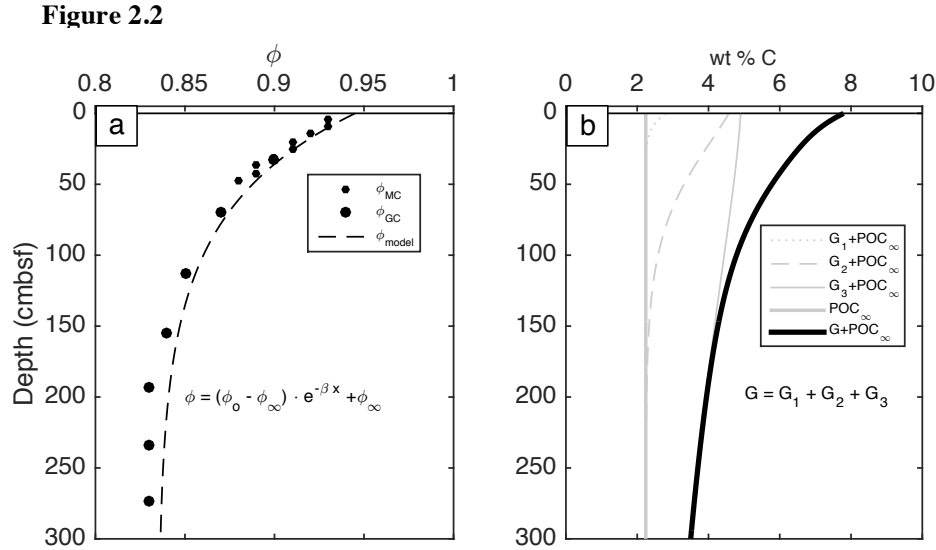 Figure 2.2
ϕ
0.8 0.85 0.9 0.95 1
wt % C
0 2 4 6 8 10
a
b
0
50
100
150
200
250
300
Depth (cmbsf)
ϕMC
ϕGC
ϕmodel
ϕ = (ϕo - ϕ∞) · e-β x +ϕ∞
0
50
100
150
200
250
300
G1+POC∞
G2+POC∞
G3+POC∞
POC∞
G+POC∞
G = G1 + G2 + G3